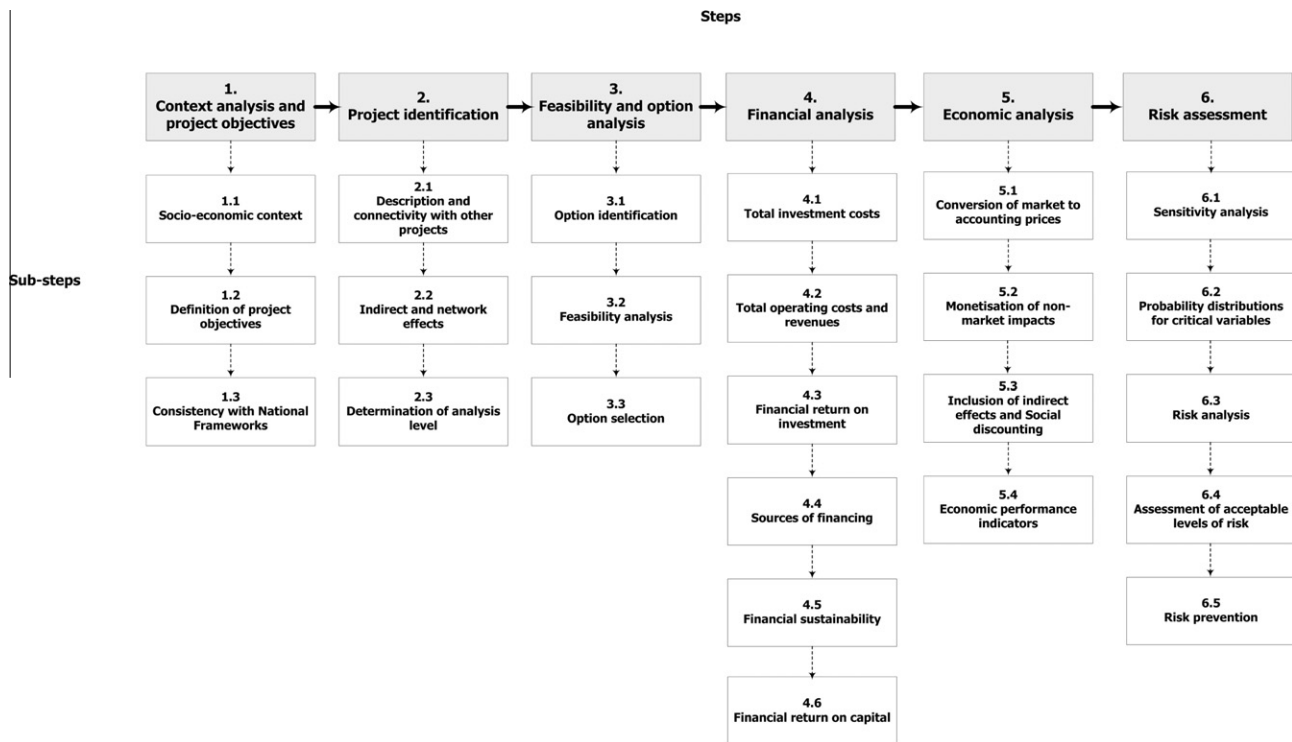 Steps
1.
Context analysis and
project objectives
2.
Project identification
3.
Feasibility and option
analysis
4.
Financial analysis
5.
Economic analysis
6.
Risk assessment
Sub-steps
1.1
Socio-economic context
1.2
Definition of project
objectives
1.3
Consistency with National
Frameworks
2.1
Description and
connectivity with other
projects
2.2
Indirect and network
effects
2.3
Determination of analysis
level
3.1
Option identification
3.2
Feasibility analysis
3.3
Option selection
4.1
Total investment costs
4.2
Total operating costs and
revenues
4.3
Financial return on
investment
4.4
Sources of financing
4.5
Financial sustainability
4.6
Financial return on capital
5.1
Conversion of market to
accounting prices
5.2
Monetisation of non-
market impacts
5.3
Inclusion of indirect
effects and Social
discounting
5.4
Economic performance
indicators
6.1
Sensitivity analysis
6.2
Probability distributions
for critical variables
6.3
Risk analysis
6.4
Assessment of acceptable
levels of risk
6.5
Risk prevention